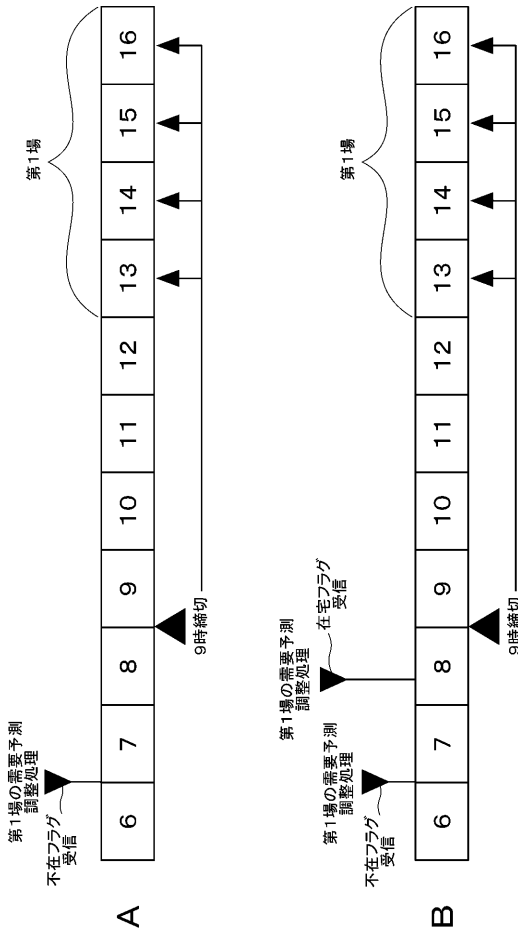 A
第1場の需要予測
調整処理
不在フラグ
受信
第1場
6 7 8 9 10 11 12 13 14 15 16
9時締切
B
第1場の需要予測
調整処理
不在フラグ
受信
第1場の需要予測
調整処理
在宅フラグ
受信
第1場
6 7 8 9 10 11 12 13 14 15 16
9時締切